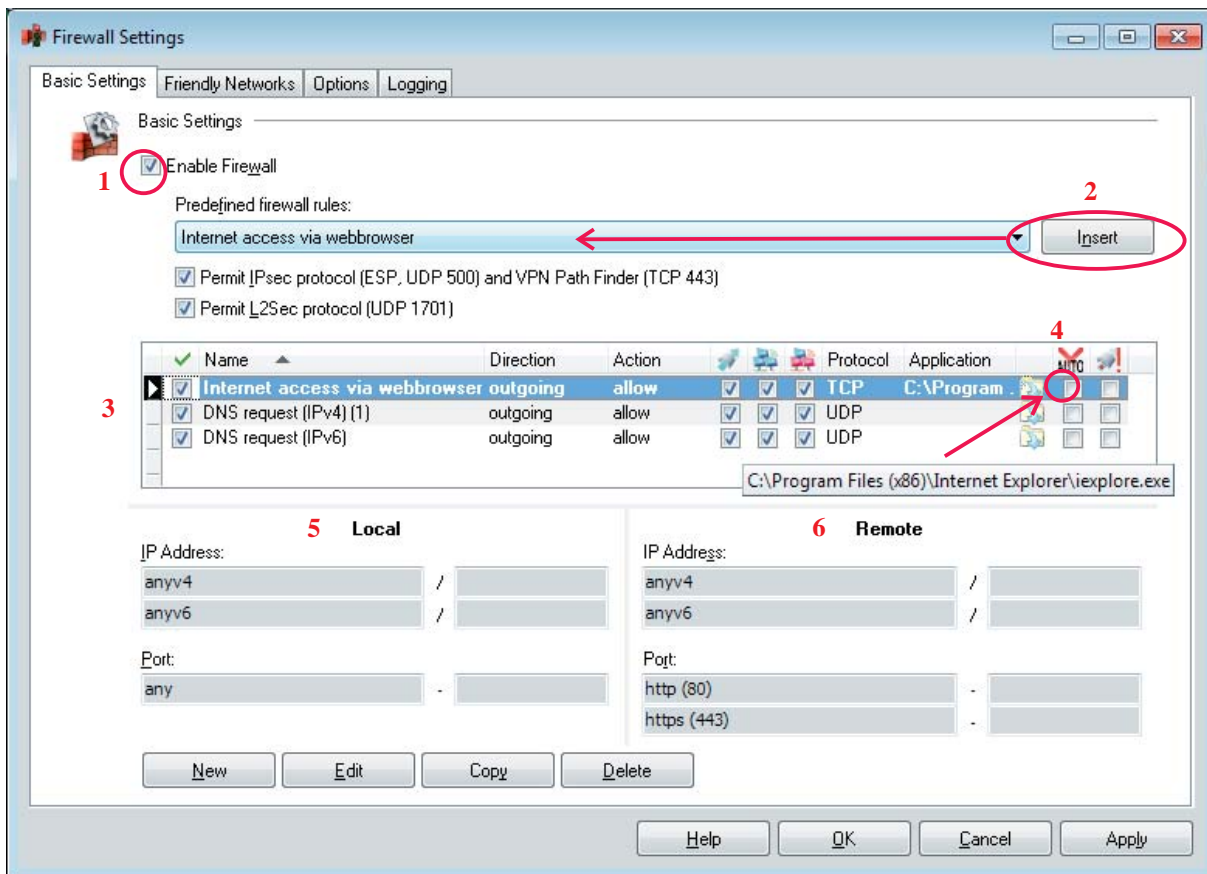 Firewall Settings
Basic Settings Friendly Networks Options Logging
Basic Settings
1 Enable Firewall
Predefined firewall rules:
2
Internet access via webbrowser Insert
Permit IPsec protocol (ESP, UDP 500) and VPN Path Finder (TCP 443)
Permit L2Sec protocol (UDP 1701)
4
Name Direction Action Protocol Application AUTO
Internet access via webbrowser outgoing allow TCP C:\Program .
3 DNS request (IPv4) (1) outgoing allow UDP
DNS request (IPv6) outgoing allow UDP
C:\Program Files (x86)\Internet Explorer\iexplore.exe
5 Local
IP Address:
anyv4 /
anyv6 /
Port:
any -
6 Remote
IP Address:
anyv4 /
anyv6 /
Port:
http (80) -
https (443) -
New Edit Copy Delete
Help OK Cancel Apply